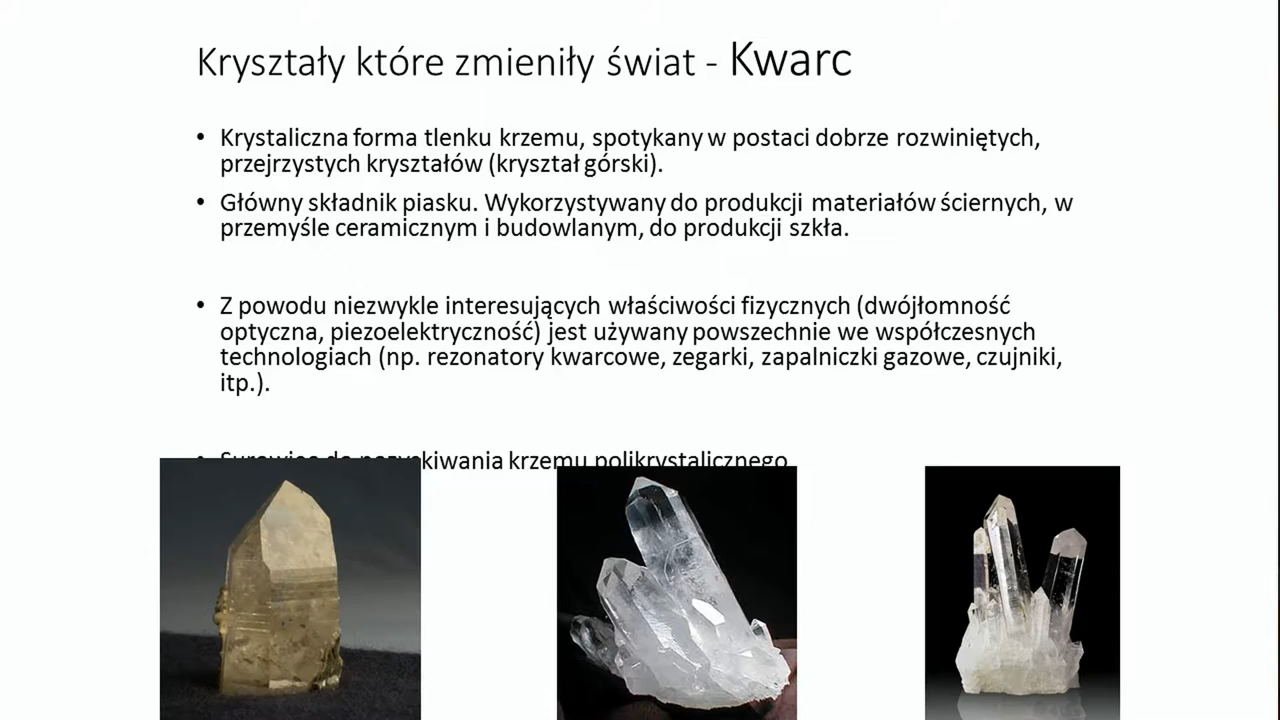 Kryształy które zmieniły świat - Kwarc
• Krystaliczna forma tlenku krzemu, spotykany w postaci dobrze rozwiniętych,
przejrzystych kryształów (kryształ górski).
• Główny składnik piasku. Wykorzystywany do produkcji materiałów ściernych, w
przemyśle ceramicznym i budowlanym, do produkcji szkła.
• Z powodu niezwykle interesujących właściwości fizycznych (dwójłomność
optyczna, piezoelektryczność) jest używany powszechnie we współczesnych
technologiach (np. rezonatory kwarcowe, zegarki, zapalniczki gazowe, czujniki,
itp.).
• Surowiec do pozyskiwania krzemu polikrystalicznego